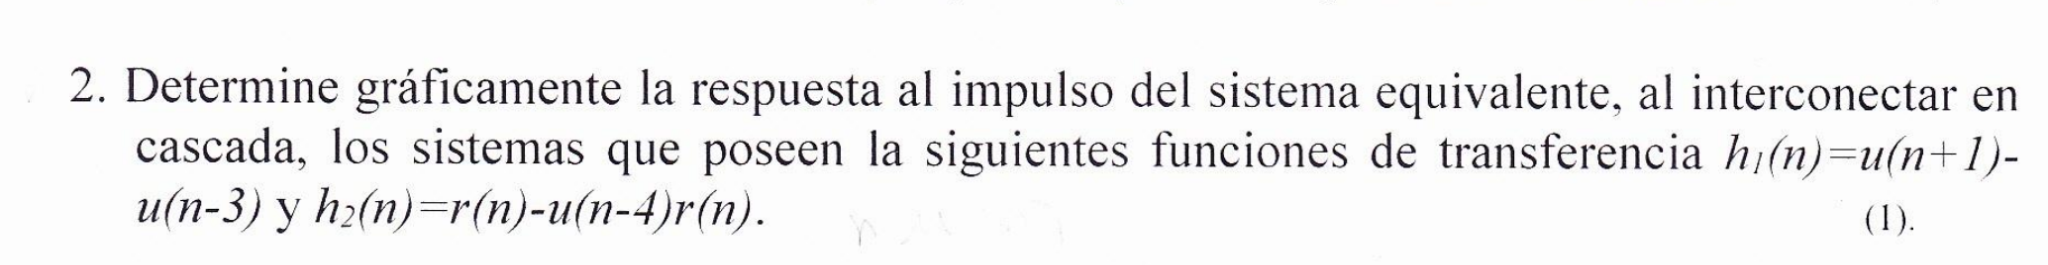 2. Determine gráficamente la respuesta al impulso del sistema equivalente, al interconectar en
cascada, los sistemas que poseen la siguientes funciones de transferencia h₁(n)=u(n+1)-
u(n-3) y h₂(n)=r(n)-u(n-4)r(n). (1).